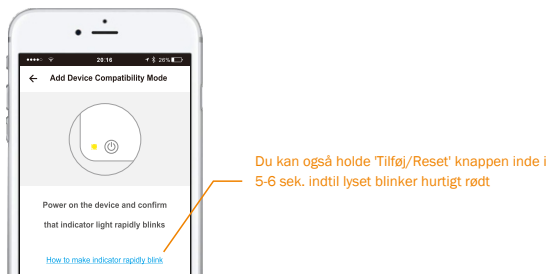 20:16
26%
Add Device Compatibility Mode
Du kan også holde 'Tilføj/Reset' knappen inde i
5-6 sek. indtil lyset blinker hurtigt rødt
Power on the device and confirm
that indicator light rapidly blinks
How to make indicator rapidly blink